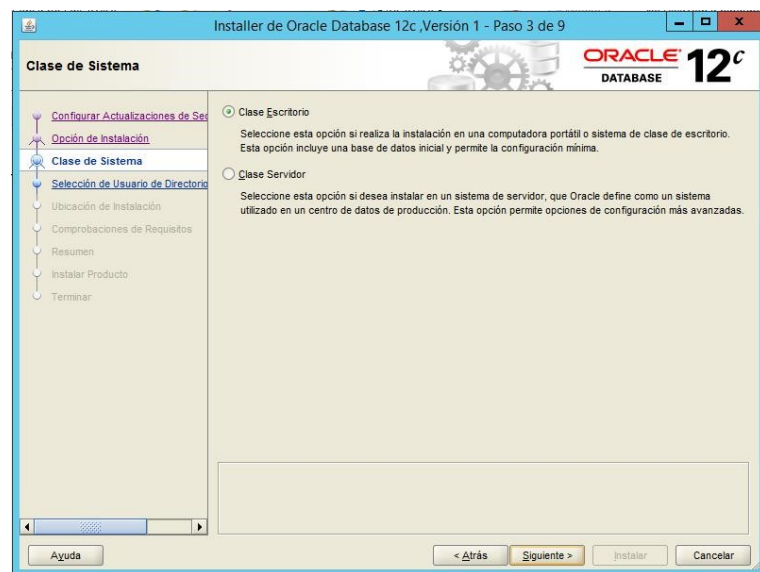 Installer de Oracle Database 12c ,Versión 1 - Paso 3 de 9
Clase de Sistema
ORACLE
DATABASE
12c
Configurar Actualizaciones de Seg
Opción de Instalación
Clase de Sistema
Selección de Usuario de Directorio
Ubicación de Instalación
Comprobaciones de Requisitos
Resumen
Instalar Producto
Terminar
Clase Escritorio
Seleccione esta opción si realiza la instalación en una computadora portátil o sistema de clase de escritorio.
Esta opción incluye una base de datos inicial y permite la configuración mínima.
Clase Servidor
Seleccione esta opción si desea instalar en un sistema de servidor, que Oracle define como un sistema
utilizado en un centro de datos de producción. Esta opción permite opciones de configuración más avanzadas.
Ayuda
< Atrás
Siguiente >
Instalar
Cancelar